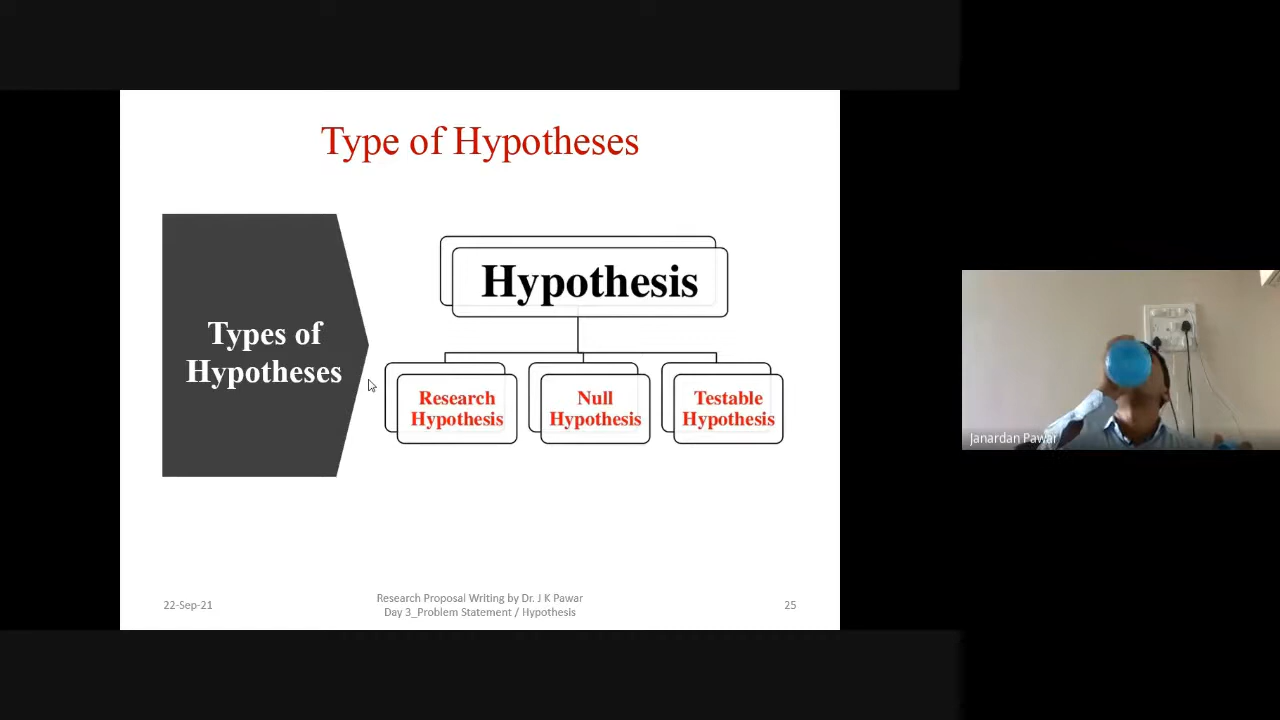 Type of Hypotheses
Types of
Hypotheses
Hypothesis
Research
Hypothesis
Null
Hypothesis
Testable
Hypothesis
Janardan Pawar
22-Sep-21
Research Proposal Writing by Dr. J K Pawar
Day 3_Problem Statement / Hypothesis
25